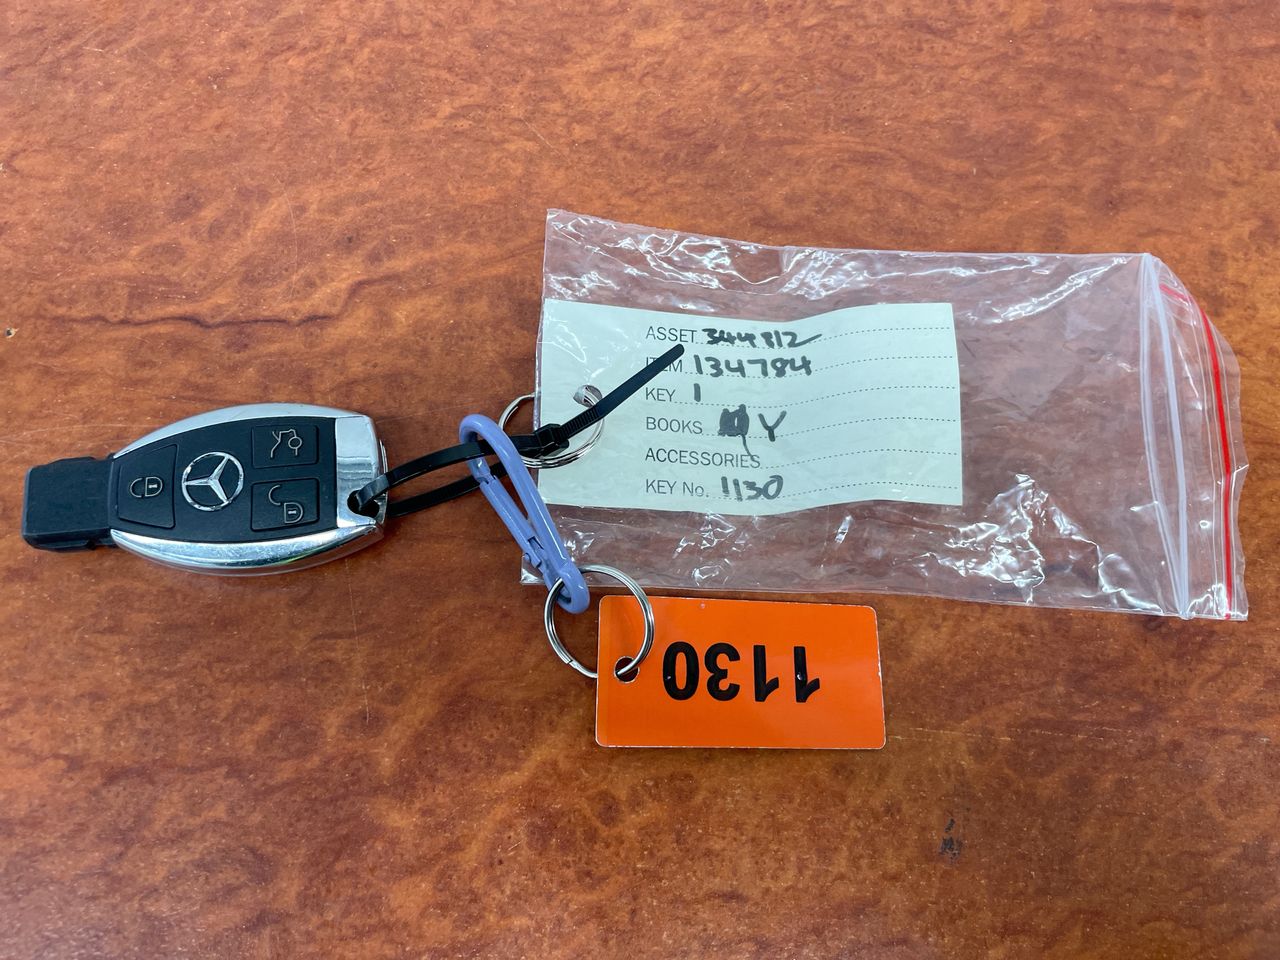 ASSET 344812
ITEM 134784
KEY 1
BOOKS Y
ACCESSORIES
KEY No. 1130
1130